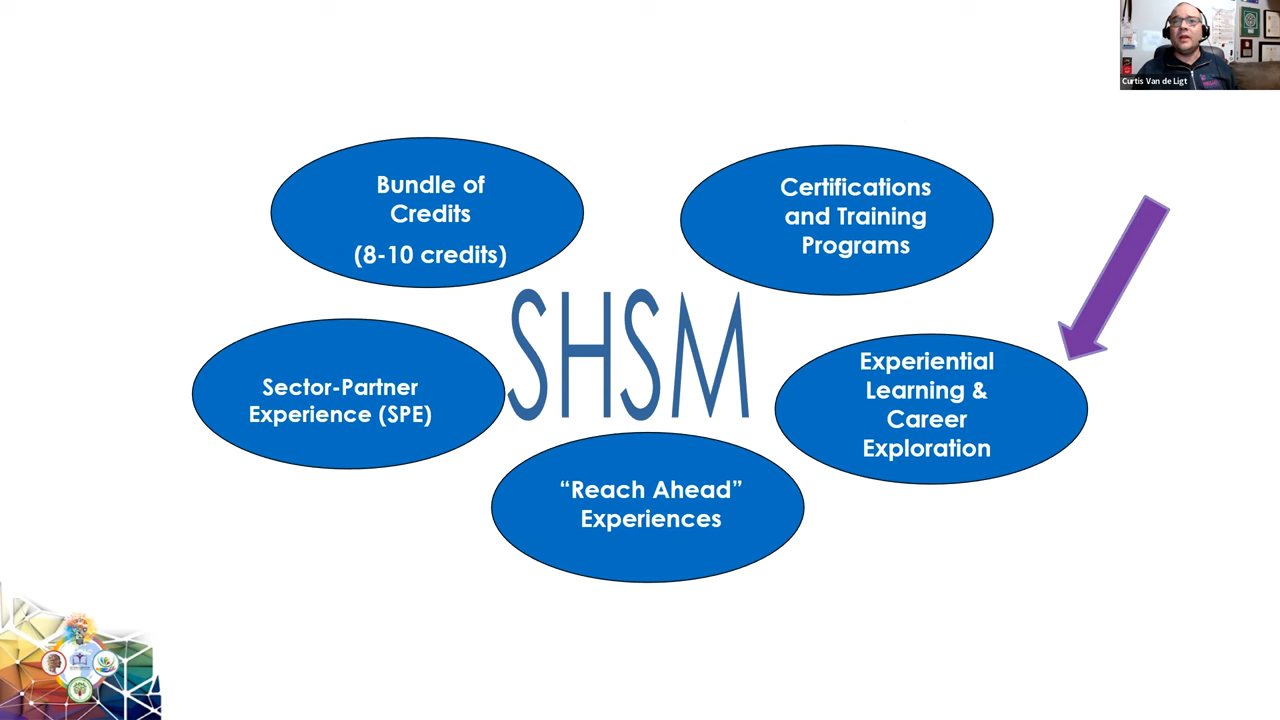 Curtis Van de Ligt
Bundle of
Credits
(8-10 credits)
Certifications
and Training
Programs
SHSM
Sector-Partner
Experience (SPE)
Experiential
Learning &
Career
Exploration
“Reach Ahead”
Experiences